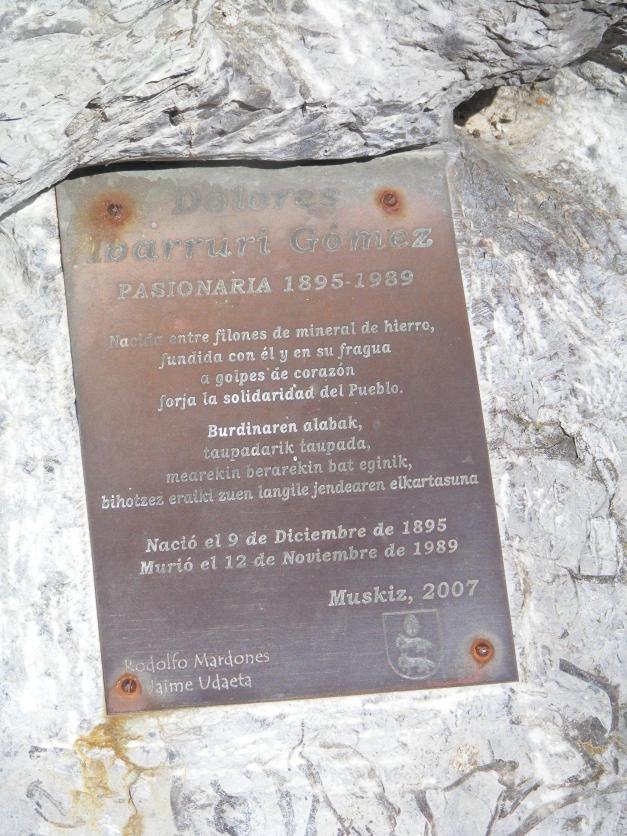 Dolores
Ibarruri Gómez
PASIONARIA 1895-1989
Nacida entre filones de mineral de hierro,
fundida con él y en su fragua
a golpes de corazón
forja la solidaridad del Pueblo.
Burdinaren alabak,
taupadarik taupada,
mearekin berarekin bat eginik,
bihotzez eraiki zuen langile jendearen elkartasuna
Nació el 9 de Diciembre de 1895
Murió el 12 de Noviembre de 1989
Muskiz, 2007
Rodolfo Mardones
Jaime Udaeta